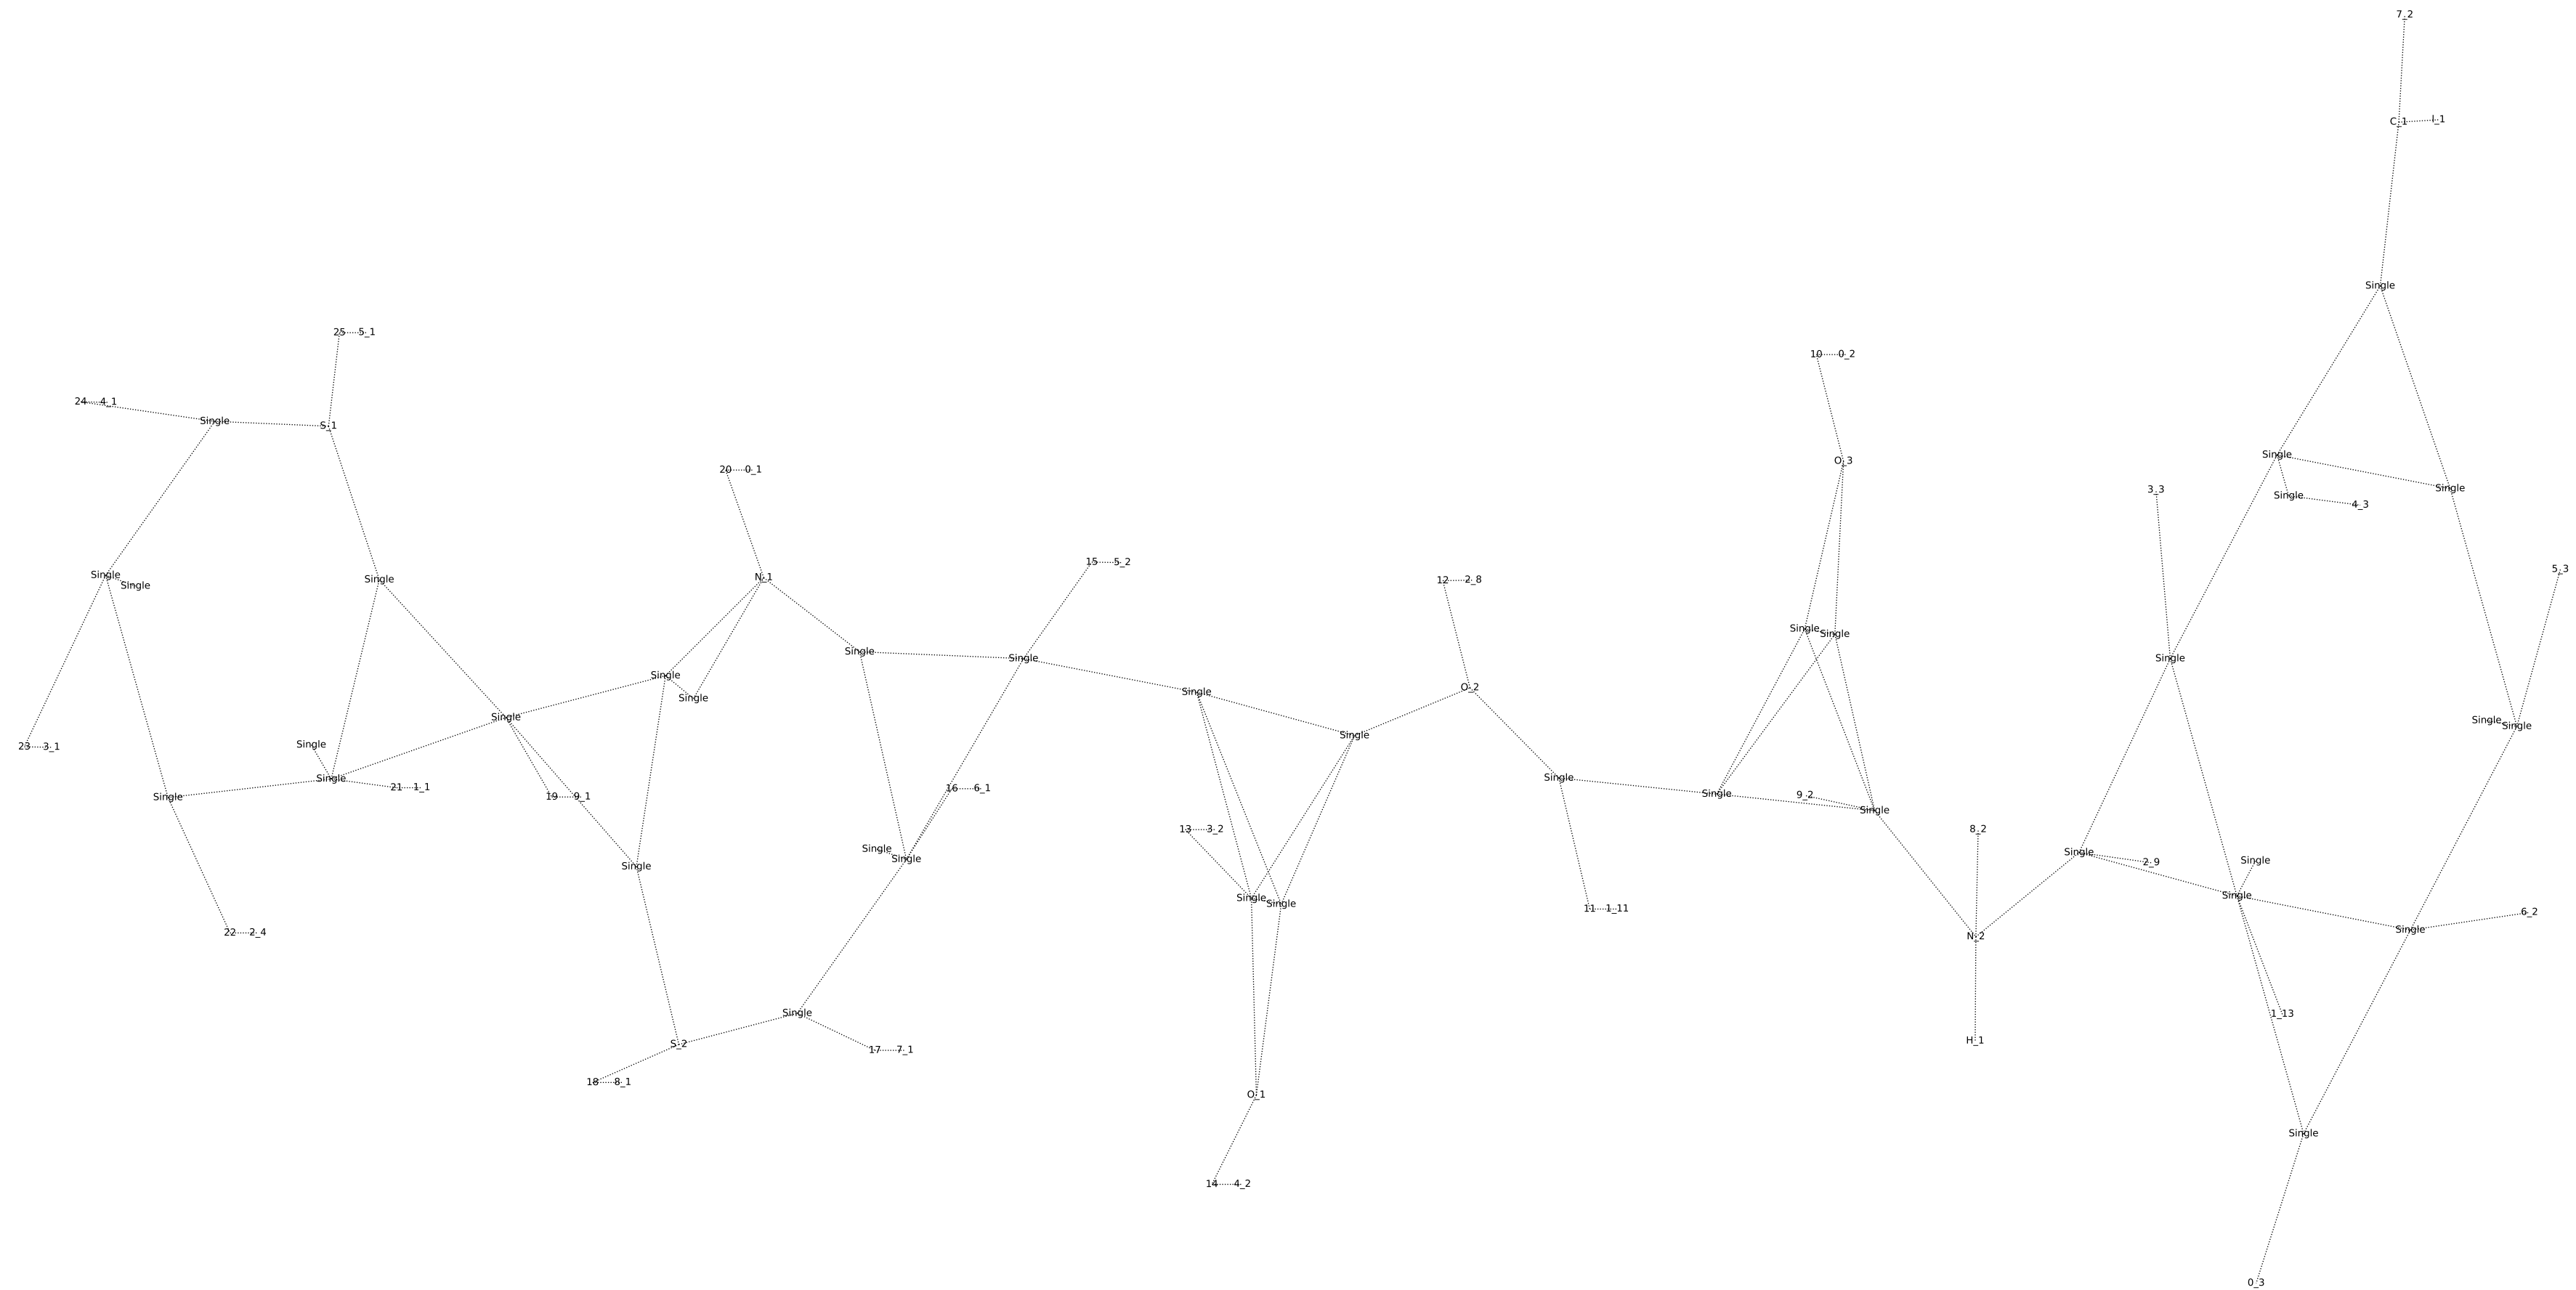 7_2
C_1 I_1
Single
25 5_1
10 0_2
24 4_1
Single S_1
Single
O_3
20 0_1
Single
3_3
Single
4_3
15 5_2
5_3
Single
N_1
Single
12 2_8
Single
Single
Single
Single
Single
Single
Single
Single
O_2
Single
Single
Single
Single
Single
Single
23 3_1
Single
Single
Single
21 1_1
16 6_1
Single
9_2
19 9_1
Single
Single
13 3_2
8_2
Single
Single
2_9
Single
Single
Single
Single
Single
Single
11 1_11
6_2
Single
22 2_4
N_2
Single
Single
1_13
H_1
S_2
17 7_1
18 8_1
O_1
Single
14 4_2
0_3